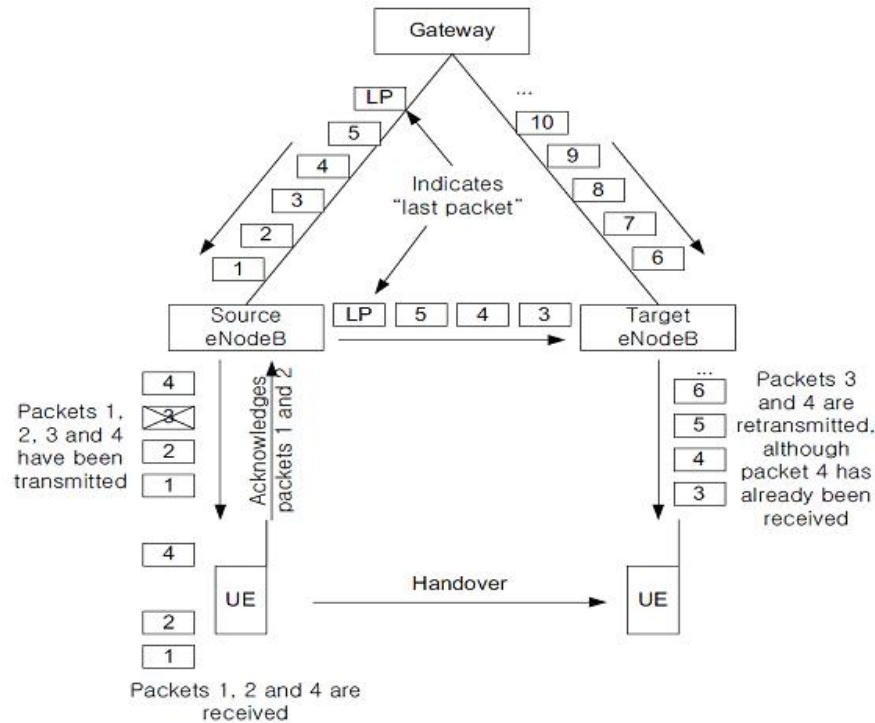 Gateway
LP
...
5
10
4
9
3
Indicates
"last packet"
8
2
7
1
6
Source
eNodeB
LP
5
4
3
Target
eNodeB
Packets 1,
2, 3 and 4
have been
transmitted
4
3
2
1
Acknowledges
packets 1 and 2
...
6
5
4
3
Packets 3
and 4 are
retransmitted,
although
packet 4 has
already been
received
4
2
1
UE
Handover
UE
Packets 1, 2 and 4 are
received